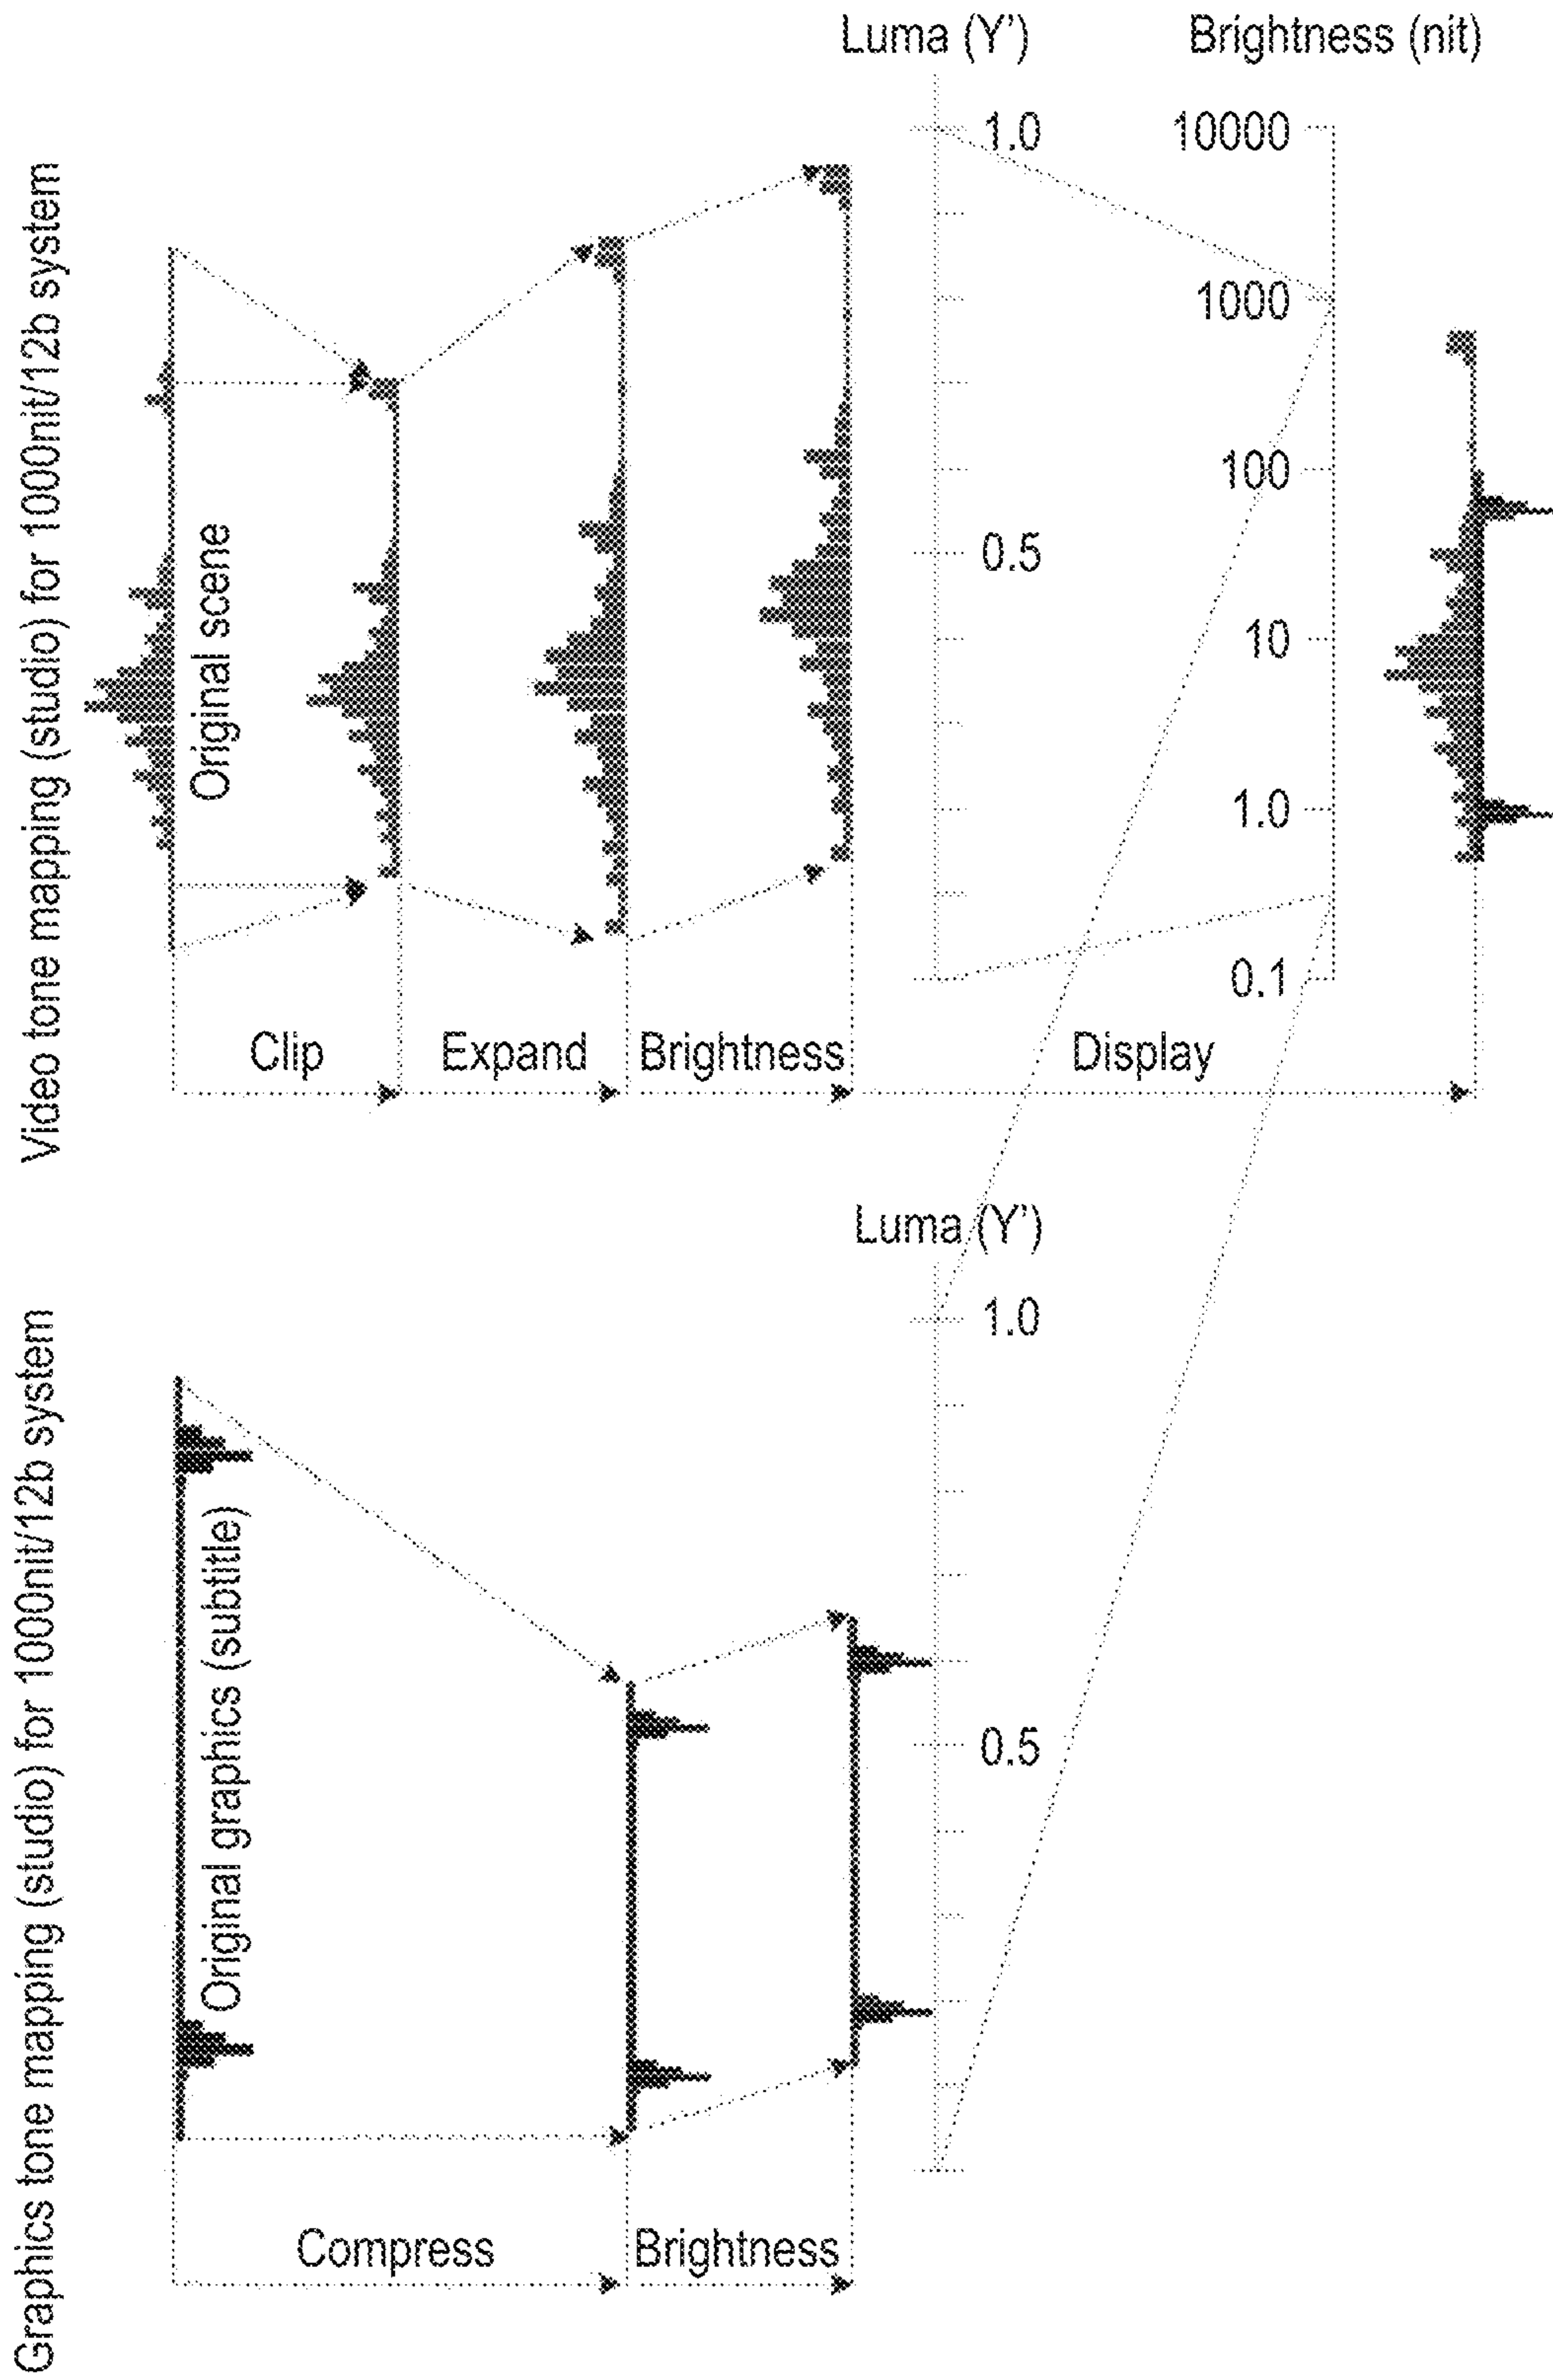 Video tone mapping (studio) for 1000nit/12b system
Original scene
Luma (Y')
Brightness (nit)
1.0
0.5
10000
1000
100
10
1.0
0.1
Clip
Expand
Brightness
Display
Graphics tone mapping (studio) for 1000nit/12b system
Original graphics (subtitle)
Luma (Y')
1.0
0.5
Compress
Brightness